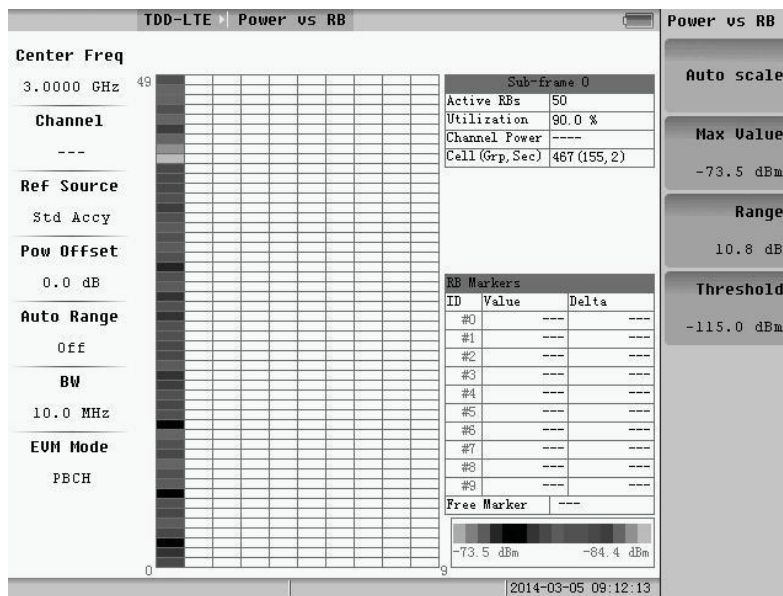 TDD-LTE Power vs RB
Power vs RB
Center Freq
3.0000 GHz
Channel
---
Ref Source
Std Accy
Pow Offset
0.0 dB
Auto Range
Off
BW
10.0 MHz
EVM Mode
PBCH
49
0
9
Sub-frame 0
Active RBs 50
Utilization 90.0 %
Channel Power ----
Cell(Grp,Sec) 467(155,2)
RB Markers
ID Value Delta
#0 --- ---
#1 --- ---
#2 --- ---
#3 --- ---
#4 --- ---
#5 --- ---
#6 --- ---
#7 --- ---
#8 --- ---
#9 --- ---
Free Marker ---
-73.5 dBm -84.4 dBm
2014-03-05 09:12:13
Auto scale
Max Value
-73.5 dBm
Range
10.8 dB
Threshold
-115.0 dBm